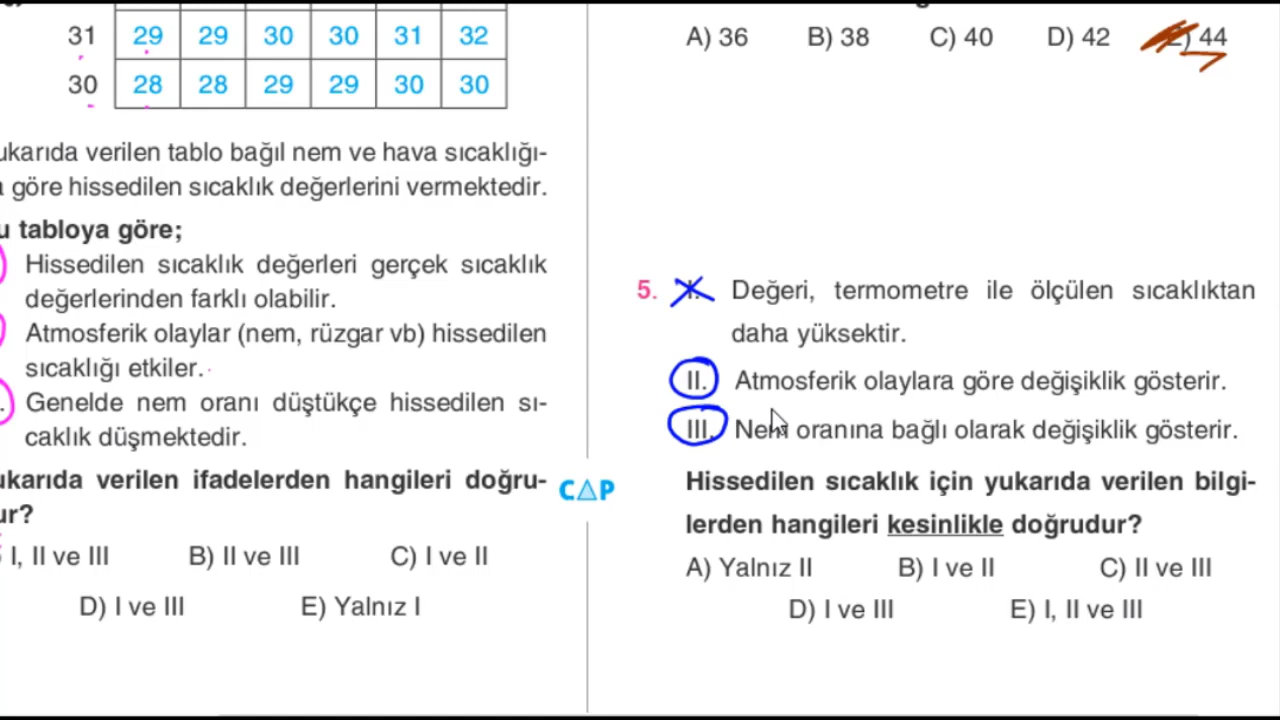 31 29 29 30 30 31 32
30 28 28 29 29 30 30
ukarıda verilen tablo bağıl nem ve hava sıcaklığı-
göre hissedilen sıcaklık değerlerini vermektedir.
u tabloya göre;
Hissedilen sıcaklık değerleri gerçek sıcaklık
değerlerinden farklı olabilir.
Atmosferik olaylar (nem, rüzgar vb) hissedilen
sıcaklığı etkiler.
Genelde nem oranı düştükçe hissedilen sı-
caklık düşmektedir.
ukarıda verilen ifadelerden hangileri doğru-
ur?
I, II ve III B) II ve III C) I ve II
D) I ve III E) Yalnız I
CAP
A) 36 B) 38 C) 40 D) 42 E) 44
5. I. Değeri, termometre ile ölçülen sıcaklıktan
daha yüksektir.
II. Atmosferik olaylara göre değişiklik gösterir.
III. Nem oranına bağlı olarak değişiklik gösterir.
Hissedilen sıcaklık için yukarıda verilen bilgi-
lerden hangileri kesinlikle doğrudur?
A) Yalnız II B) I ve II C) II ve III
D) I ve III E) I, II ve III